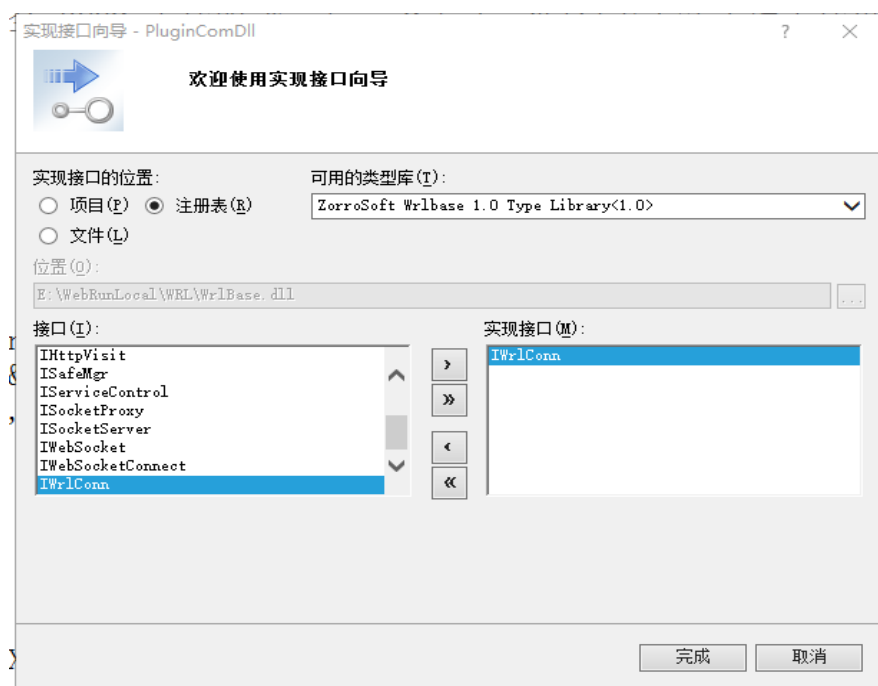 实现接口向导 - PluginComDll
欢迎使用实现接口向导
实现接口的位置:
可用的类型库(T):
项目(P)
注册表(R)
ZorroSoft Wrlbase 1.0 Type Library<1.0>
文件(L)
位置(O):
E:\WebRunLocal\WRL\WrlBase.dll
...
接口(I):
实现接口(M):
IHttpVisit
ISafeMgr
IServiceControl
ISocketProxy
ISocketServer
IWebSocket
IWebSocketConnect
IWrlConn
IWrlConn
完成
取消